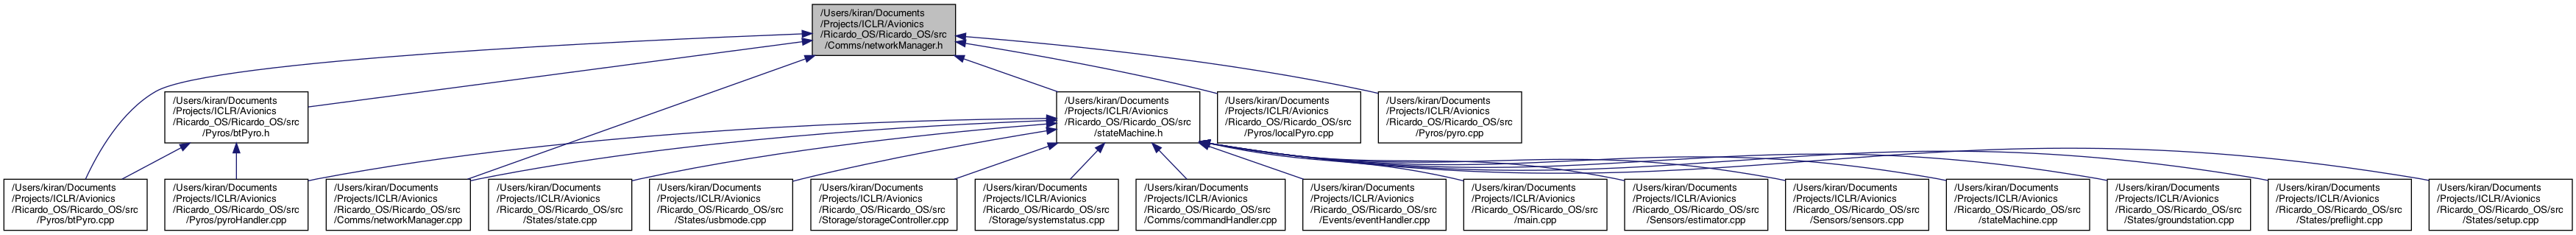 /Users/kiran/Documents
/Projects/ICLR/Avionics
/Ricardo_OS/Ricardo_OS/src
/Comms/networkManager.h
/Users/kiran/Documents
/Projects/ICLR/Avionics
/Ricardo_OS/Ricardo_OS/src
/Pyros/btPyro.h
/Users/kiran/Documents
/Projects/ICLR/Avionics
/Ricardo_OS/Ricardo_OS/src
/stateMachine.h
/Users/kiran/Documents
/Projects/ICLR/Avionics
/Ricardo_OS/Ricardo_OS/src
/Pyros/localPyro.cpp
/Users/kiran/Documents
/Projects/ICLR/Avionics
/Ricardo_OS/Ricardo_OS/src
/Pyros/pyro.cpp
/Users/kiran/Documents
/Projects/ICLR/Avionics
/Ricardo_OS/Ricardo_OS/src
/Pyros/btPyro.cpp
/Users/kiran/Documents
/Projects/ICLR/Avionics
/Ricardo_OS/Ricardo_OS/src
/Pyros/pyroHandler.cpp
/Users/kiran/Documents
/Projects/ICLR/Avionics
/Ricardo_OS/Ricardo_OS/src
/Comms/networkManager.cpp
/Users/kiran/Documents
/Projects/ICLR/Avionics
/Ricardo_OS/Ricardo_OS/src
/States/state.cpp
/Users/kiran/Documents
/Projects/ICLR/Avionics
/Ricardo_OS/Ricardo_OS/src
/States/usbmode.cpp
/Users/kiran/Documents
/Projects/ICLR/Avionics
/Ricardo_OS/Ricardo_OS/src
/Storage/storageController.cpp
/Users/kiran/Documents
/Projects/ICLR/Avionics
/Ricardo_OS/Ricardo_OS/src
/Storage/systemstatus.cpp
/Users/kiran/Documents
/Projects/ICLR/Avionics
/Ricardo_OS/Ricardo_OS/src
/Comms/commandHandler.cpp
/Users/kiran/Documents
/Projects/ICLR/Avionics
/Ricardo_OS/Ricardo_OS/src
/Events/eventHandler.cpp
/Users/kiran/Documents
/Projects/ICLR/Avionics
/Ricardo_OS/Ricardo_OS/src
/main.cpp
/Users/kiran/Documents
/Projects/ICLR/Avionics
/Ricardo_OS/Ricardo_OS/src
/Sensors/estimator.cpp
/Users/kiran/Documents
/Projects/ICLR/Avionics
/Ricardo_OS/Ricardo_OS/src
/Sensors/sensors.cpp
/Users/kiran/Documents
/Projects/ICLR/Avionics
/Ricardo_OS/Ricardo_OS/src
/stateMachine.cpp
/Users/kiran/Documents
/Projects/ICLR/Avionics
/Ricardo_OS/Ricardo_OS/src
/States/groundstation.cpp
/Users/kiran/Documents
/Projects/ICLR/Avionics
/Ricardo_OS/Ricardo_OS/src
/States/preflight.cpp
/Users/kiran/Documents
/Projects/ICLR/Avionics
/Ricardo_OS/Ricardo_OS/src
/States/setup.cpp